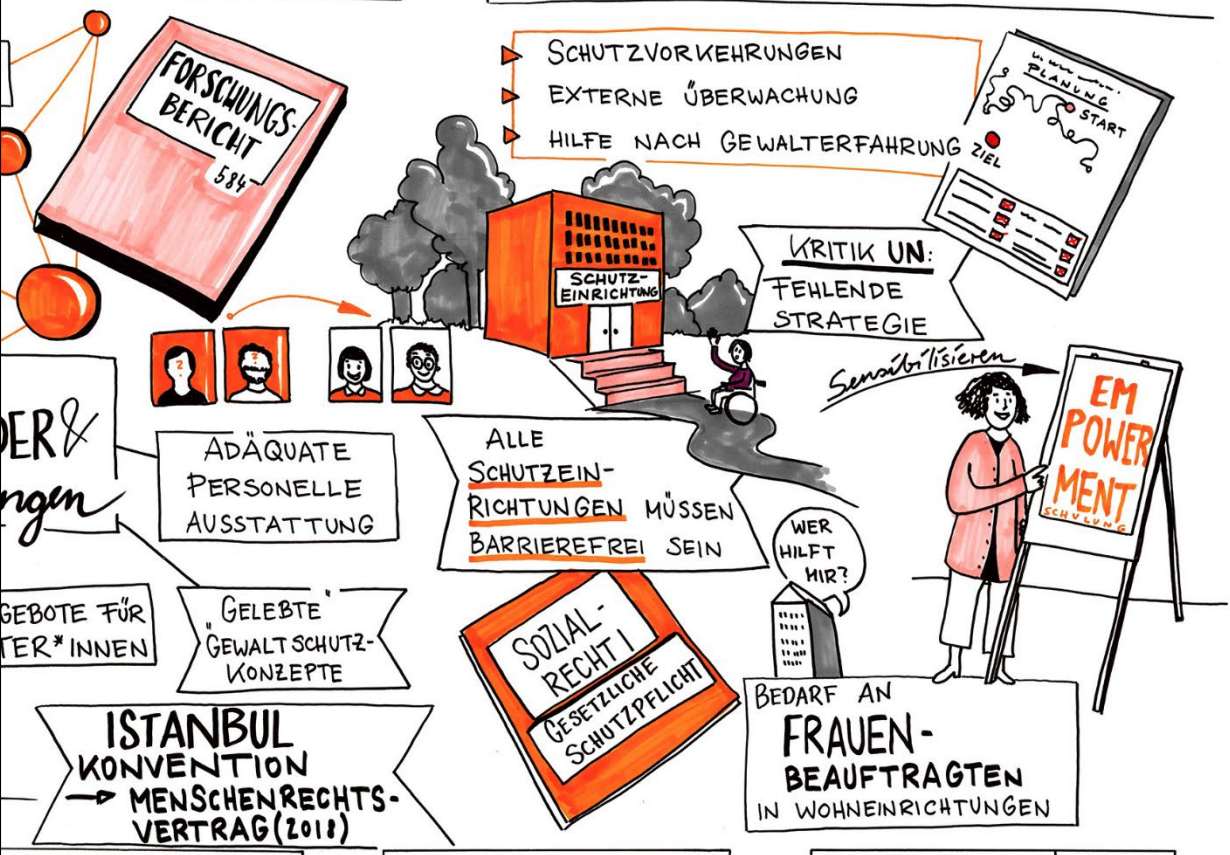 FORSCHUNGS-
BERICHT
584
SCHUTZVORKEHRUNGEN
EXTERNE ÜBERWACHUNG
HILFE NACH GEWALTERFAHRUNG
PLANUNG
START
ZIEL
SCHUTZ-
EINRICHTUNG
KRITIK UN:
FEHLENDE
STRATEGIE
Sensibilisieren
EM
POWER
MENT
SCHULUNG
DER &
ngen
ADÄQUATE
PERSONELLE
AUSSTATTUNG
ALLE
SCHUTZEIN-
RICHTUNGEN MÜSSEN
BARRIEREFREI SEIN
WER
HILFT
MIR?
GEBOTE FÜR
TER*INNEN
"GELEBTE"
GEWALTSCHUTZ-
KONZEPTE
SOZIAL-
RECHT I
GESETZLICHE
SCHUTZPFLICHT
BEDARF AN
FRAUEN-
BEAUFTRAGTEN
IN WOHNEINRICHTUNGEN
ISTANBUL
KONVENTION
→ MENSCHENRECHTS-
VERTRAG (2018)